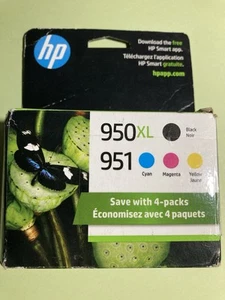 hp
Download the free
HP Smart app.
Téléchargez l'application
HP Smart gratuite.
hpapp.com
950XL
Black
Noir
951
Cyan
Magenta
Yellow
Jaune
Save with 4-packs
Économisez avec 4 paquets